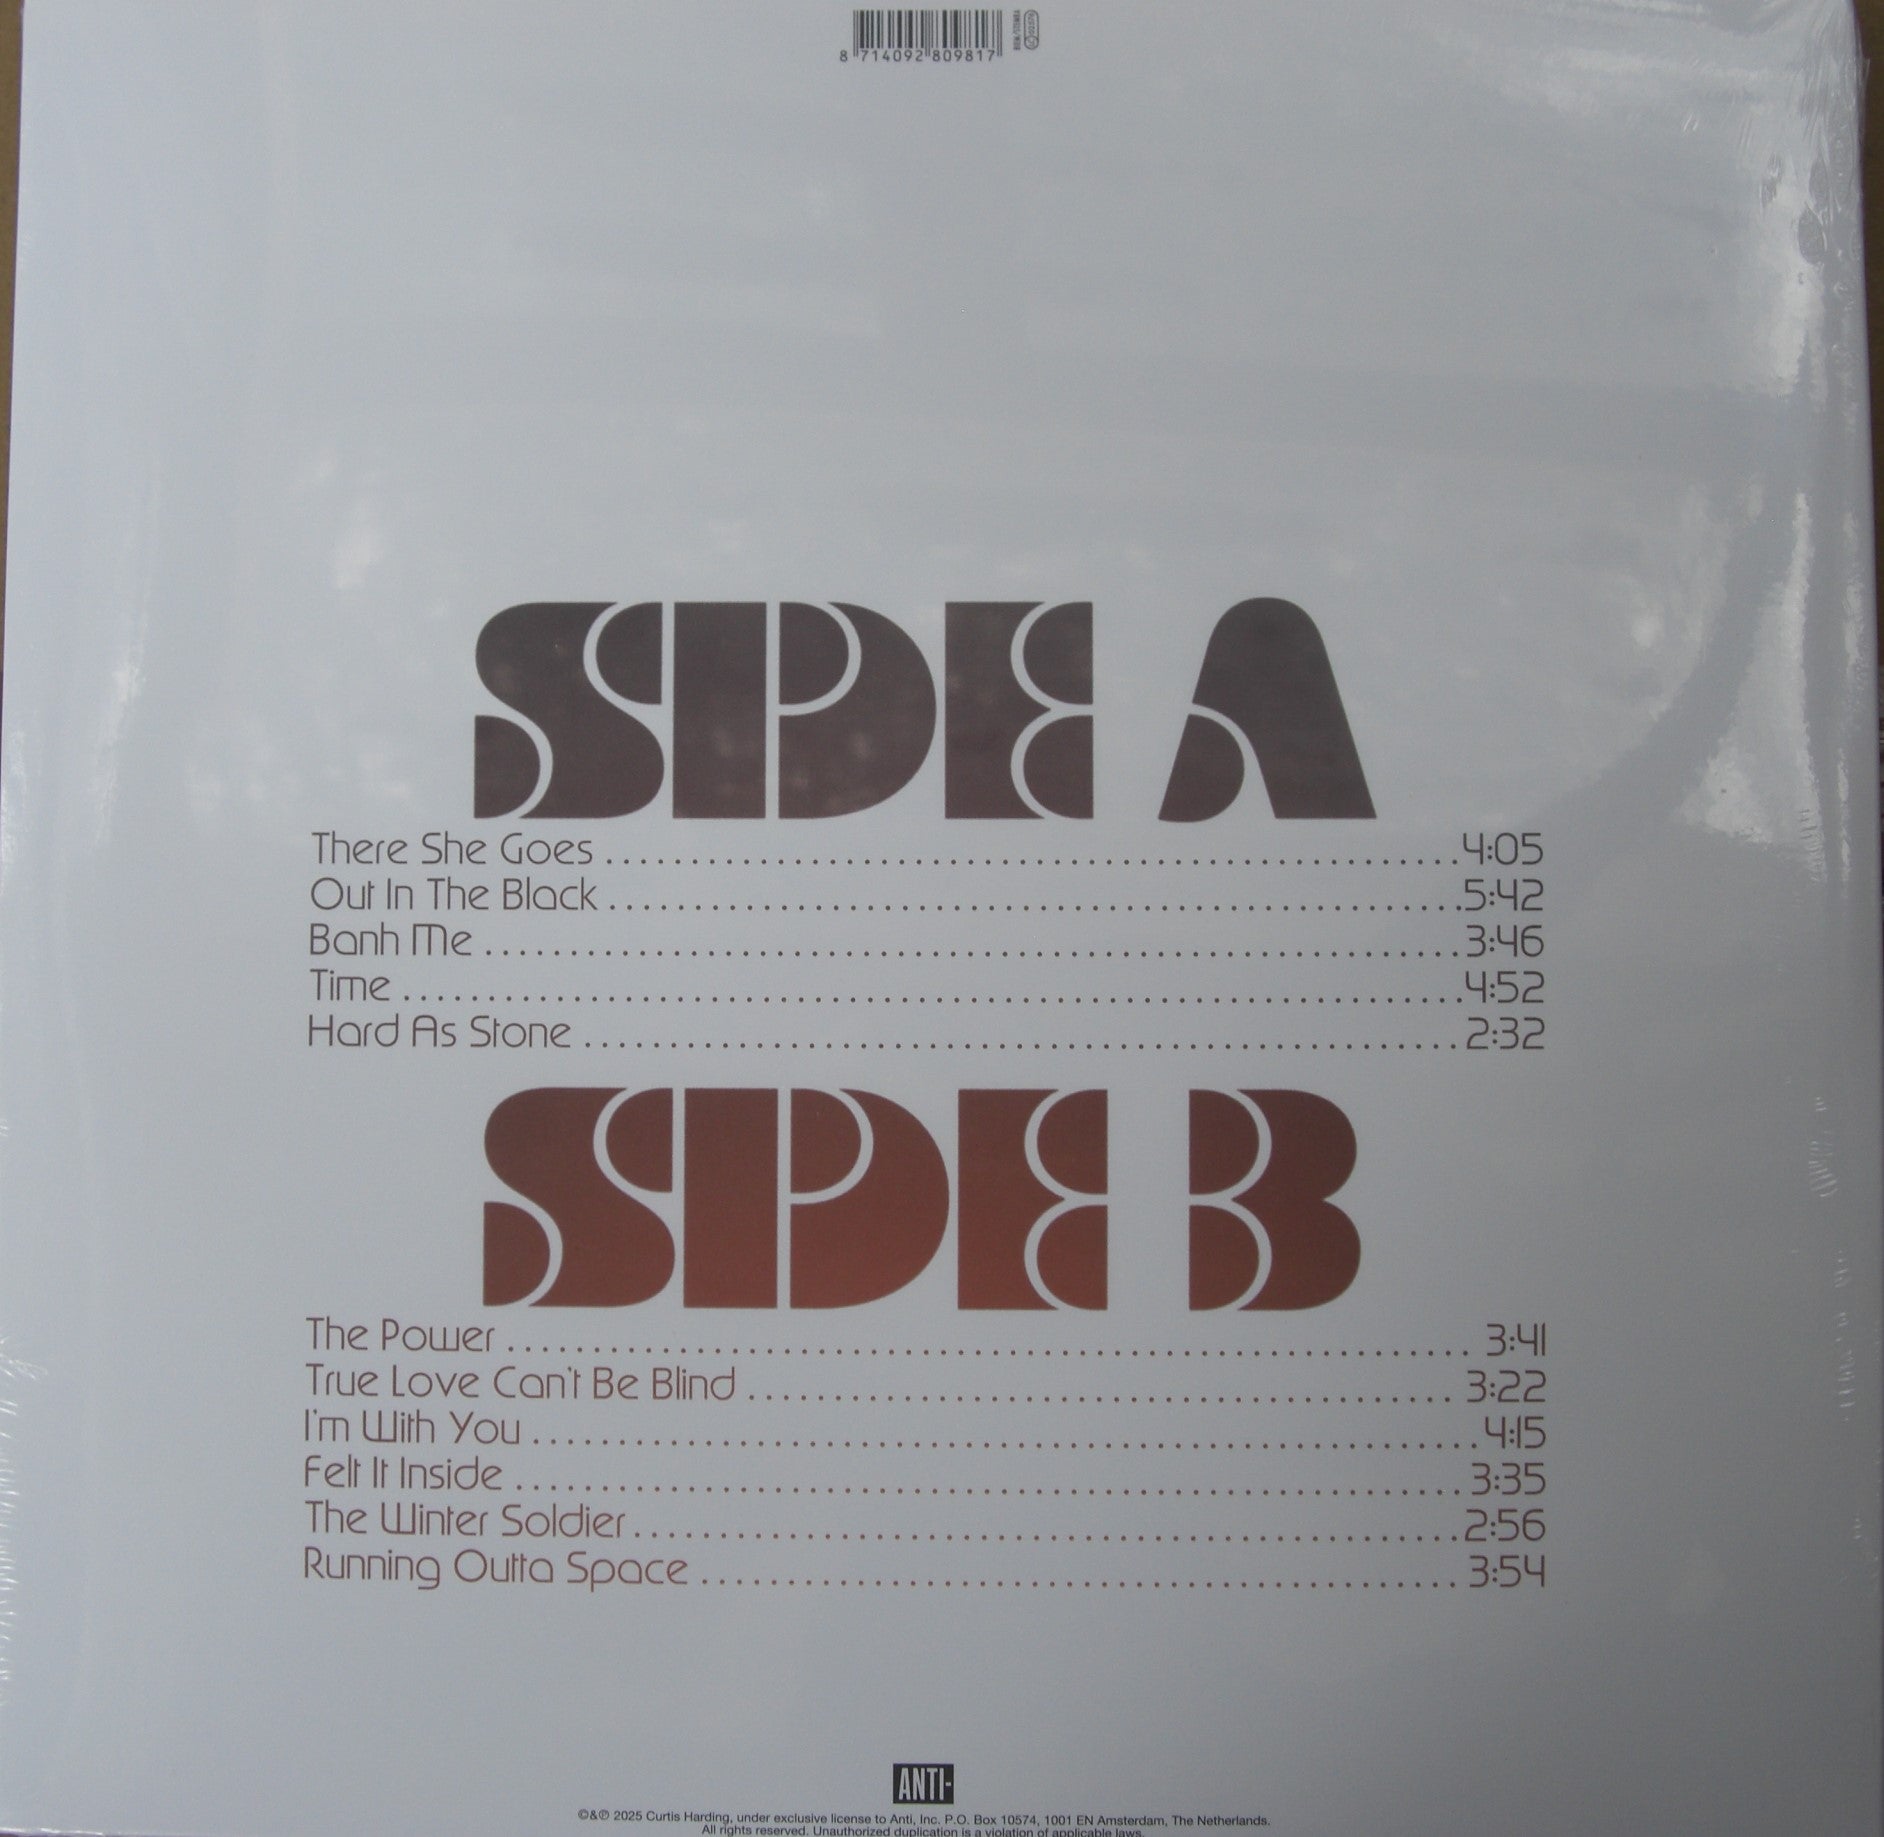 8 714092 809817
SIDE A
There She Goes ........................................................... 4:05
Out In The Black ........................................................... 5:42
Banh Me ........................................................... 3:46
Time ........................................................... 4:52
Hard As Stone ........................................................... 2:32
SIDE B
The Power ........................................................... 3:41
True Love Can't Be Blind ........................................................... 3:22
I'm With You ........................................................... 4:15
Felt It Inside ........................................................... 3:35
The Winter Soldier ........................................................... 2:56
Running Outta Space ........................................................... 3:54
ANTI-
©&℗ 2025 Curtis Harding, under exclusive license to Anti, Inc. P.O. Box 10574, 1001 EN Amsterdam, The Netherlands.
All rights reserved. Unauthorized duplication is a violation of applicable laws.